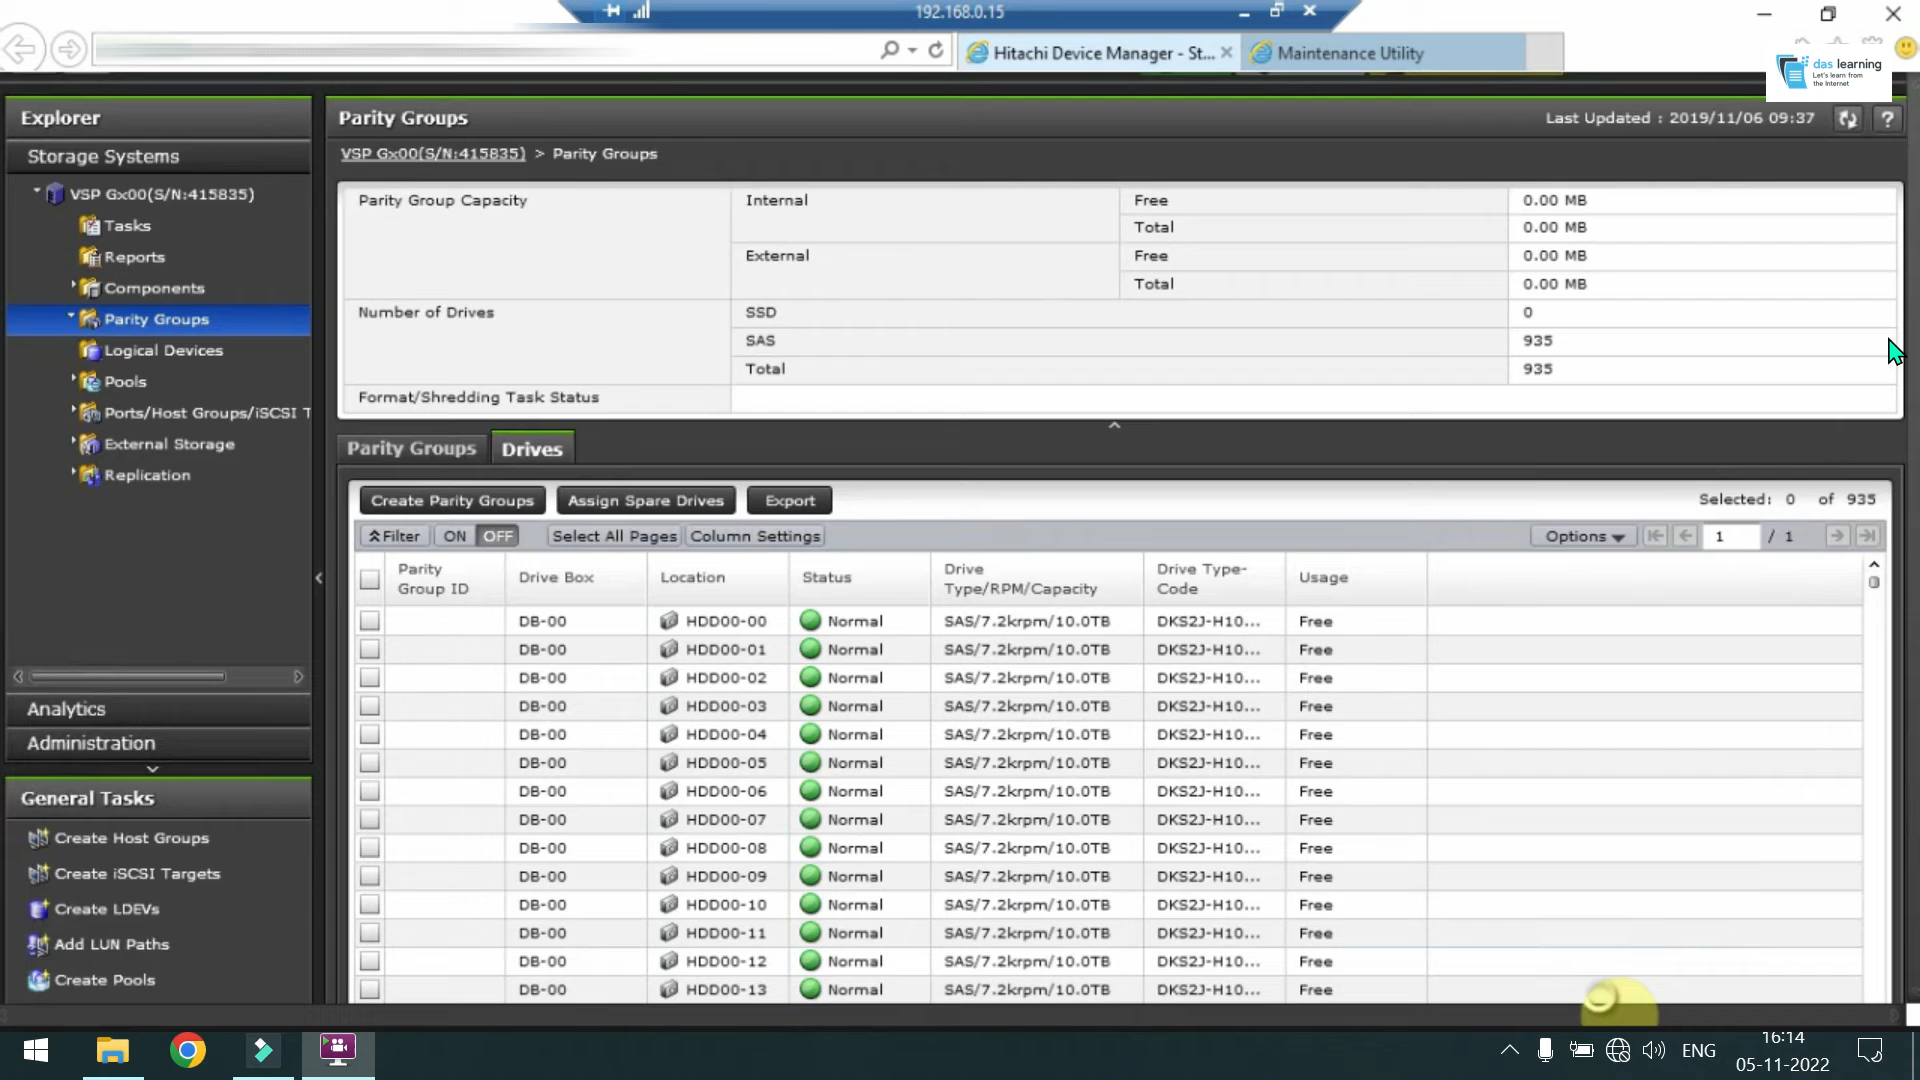 192.168.0.15
Hitachi Device Manager - St...
Maintenance Utility
das learning
Let's learn from
the Internet
Explorer
Storage Systems
VSP Gx00(S/N:415835)
Tasks
Reports
Components
Parity Groups
Logical Devices
Pools
Ports/Host Groups/iSCSI T
External Storage
Replication
Analytics
Administration
General Tasks
Create Host Groups
Create iSCSI Targets
Create LDEVs
Add LUN Paths
Create Pools
Parity Groups
Last Updated : 2019/11/06 09:37
?
VSP Gx00(S/N:415835) > Parity Groups
Parity Group Capacity Internal Free 0.00 MB
Total 0.00 MB
External Free 0.00 MB
Total 0.00 MB
Number of Drives SSD 0
SAS 935
Total 935
Format/Shredding Task Status
Parity Groups Drives
Create Parity Groups Assign Spare Drives Export Selected: 0 of 935
Filter ON OFF Select All Pages Column Settings Options 1 / 1
Parity Group ID Drive Box Location Status Drive Type/RPM/Capacity Drive Type-Code Usage
DB-00 HDD00-00 Normal SAS/7.2krpm/10.0TB DKS2J-H10... Free
DB-00 HDD00-01 Normal SAS/7.2krpm/10.0TB DKS2J-H10... Free
DB-00 HDD00-02 Normal SAS/7.2krpm/10.0TB DKS2J-H10... Free
DB-00 HDD00-03 Normal SAS/7.2krpm/10.0TB DKS2J-H10... Free
DB-00 HDD00-04 Normal SAS/7.2krpm/10.0TB DKS2J-H10... Free
DB-00 HDD00-05 Normal SAS/7.2krpm/10.0TB DKS2J-H10... Free
DB-00 HDD00-06 Normal SAS/7.2krpm/10.0TB DKS2J-H10... Free
DB-00 HDD00-07 Normal SAS/7.2krpm/10.0TB DKS2J-H10... Free
DB-00 HDD00-08 Normal SAS/7.2krpm/10.0TB DKS2J-H10... Free
DB-00 HDD00-09 Normal SAS/7.2krpm/10.0TB DKS2J-H10... Free
DB-00 HDD00-10 Normal SAS/7.2krpm/10.0TB DKS2J-H10... Free
DB-00 HDD00-11 Normal SAS/7.2krpm/10.0TB DKS2J-H10... Free
DB-00 HDD00-12 Normal SAS/7.2krpm/10.0TB DKS2J-H10... Free
DB-00 HDD00-13 Normal SAS/7.2krpm/10.0TB DKS2J-H10... Free
ENG
16:14
05-11-2022